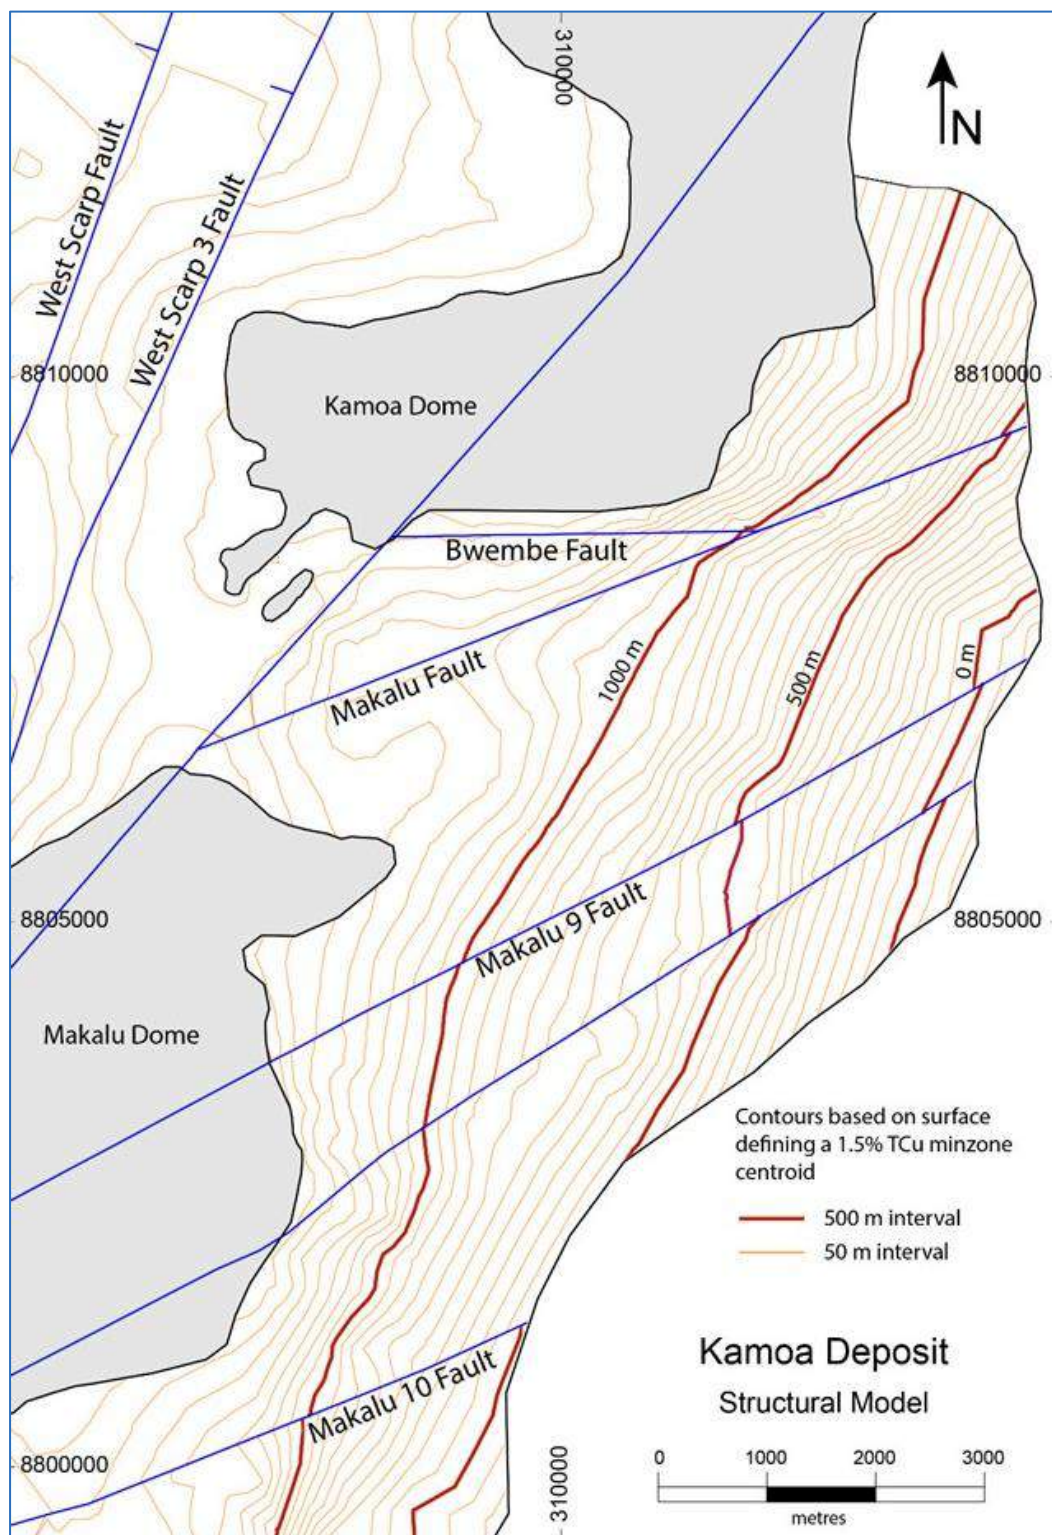 310000
N
West Scarp Fault
West Scarp 3 Fault
8810000
8810000
Kamoa Dome
Bwembe Fault
Makalu Fault
1000 m
500 m
0 m
8805000
8805000
Makalu 9 Fault
Makalu Dome
Contours based on surface
defining a 1.5% TCu minzone
centroid
500 m interval
50 m interval
Kamoa Deposit
Structural Model
Makalu 10 Fault
8800000
310000
0 1000 2000 3000
metres